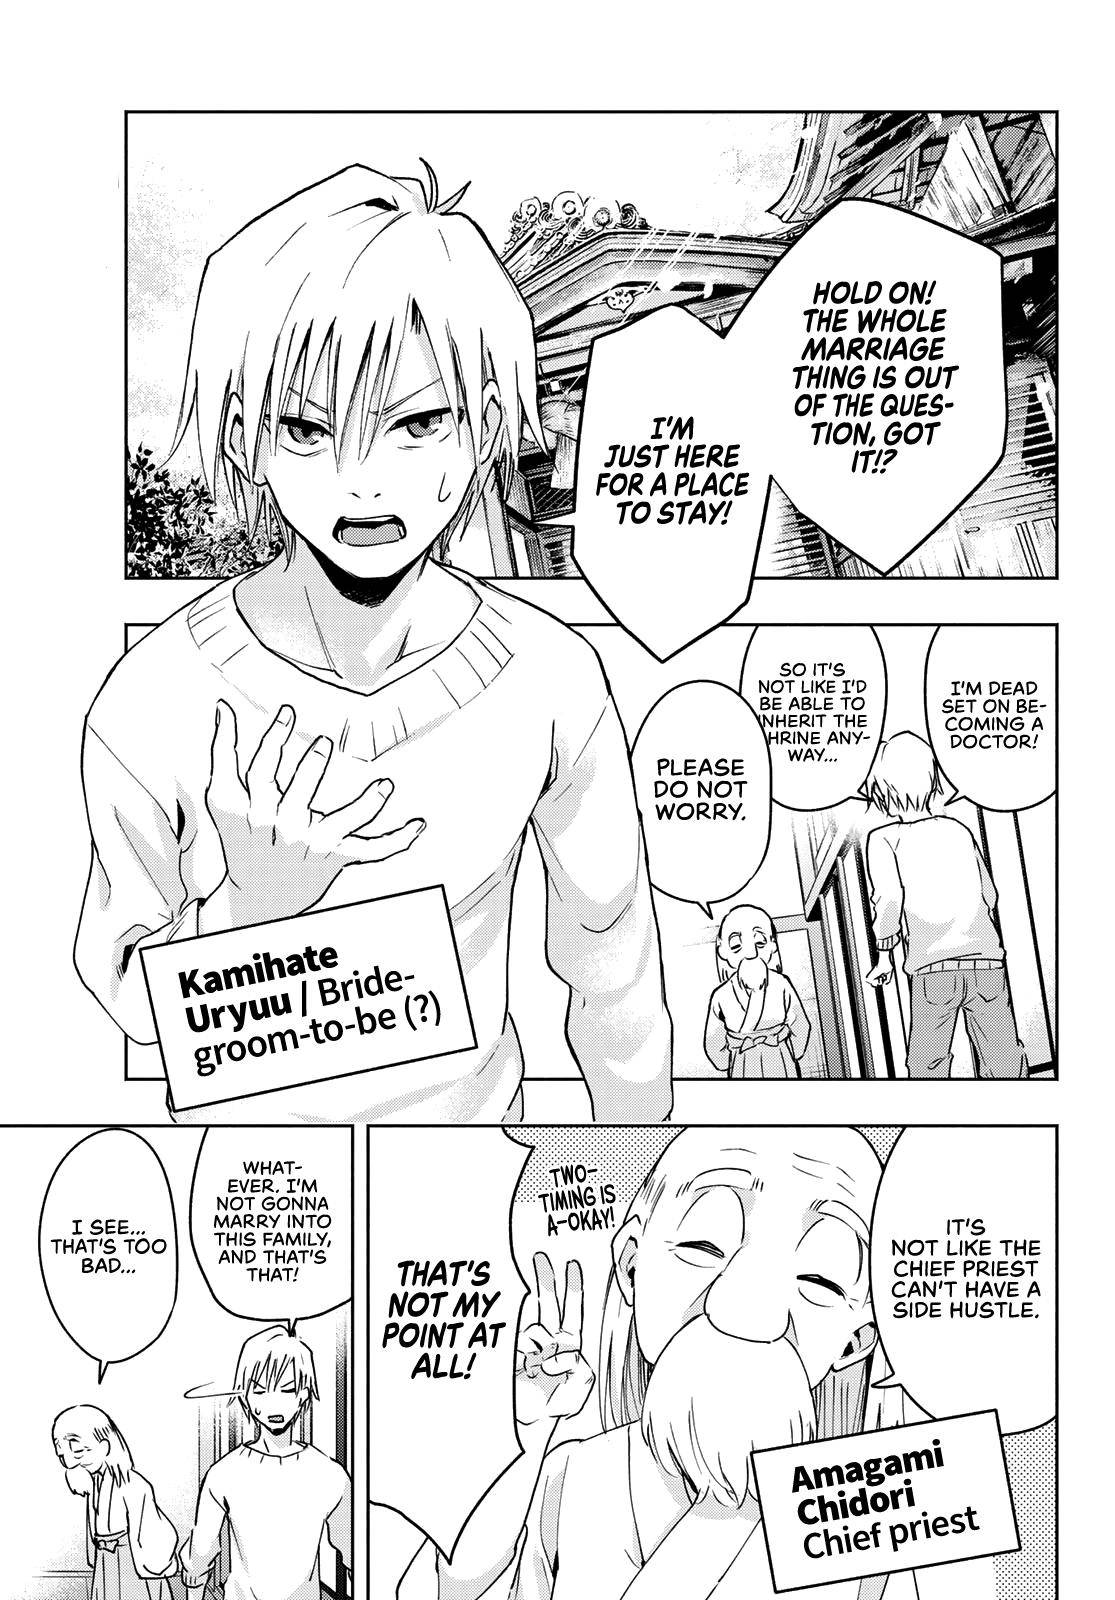 HOLD ON!
THE WHOLE
MARRIAGE
THING IS OUT
OF THE QUES-
TION, GOT
IT!?
I'M
JUST HERE
FOR A PLACE
TO STAY!
I'M DEAD
SET ON BE-
COMING A
DOCTOR!
SO IT'S
NOT LIKE I'D
BE ABLE TO
INHERIT THE
SHRINE ANY-
WAY...
PLEASE
DO NOT
WORRY.
Kamihate
Uryuu / Bride-
groom-to-be (?)
IT'S
NOT LIKE THE
CHIEF PRIEST
CAN'T HAVE A
SIDE HUSTLE.
TWO-
TIMING IS
A-OKAY!
Amagami
Chidori
Chief priest
THAT'S
NOT MY
POINT AT
ALL!
WHAT-
EVER. I'M
NOT GONNA
MARRY INTO
THIS FAMILY,
AND THAT'S
THAT!
I SEE...
THAT'S TOO
BAD...